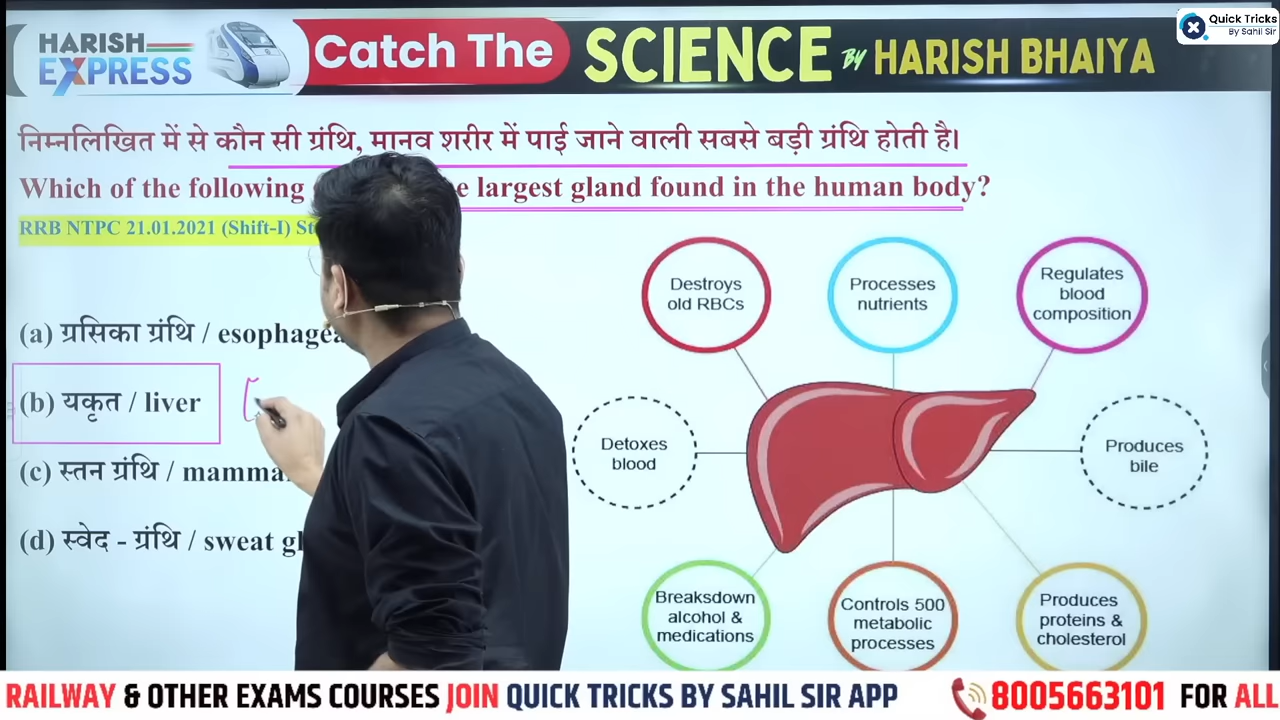 HARISH
EXPRESS
Catch The
SCIENCE BY HARISH BHAIYA
Quick Tricks
By Sahil Sir
निम्नलिखित में से कौन सी ग्रंथि, मानव शरीर में पाई जाने वाली सबसे बड़ी ग्रंथि होती है।
Which of the following e largest gland found in the human body?
RRB NTPC 21.01.2021 (Shift-I) St
(a) ग्रसिका ग्रंथि / esophagea
(b) यकृत / liver
(c) स्तन ग्रंथि / mamma
(d) स्वेद - ग्रंथि / sweat gl
Destroys
old RBCs
Processes
nutrients
Regulates
blood
composition
Detoxes
blood
Produces
bile
Breaksdown
alcohol &
medications
Controls 500
metabolic
processes
Produces
proteins &
cholesterol
RAILWAY & OTHER EXAMS COURSES JOIN QUICK TRICKS BY SAHIL SIR APP 8005663101 FOR ALL